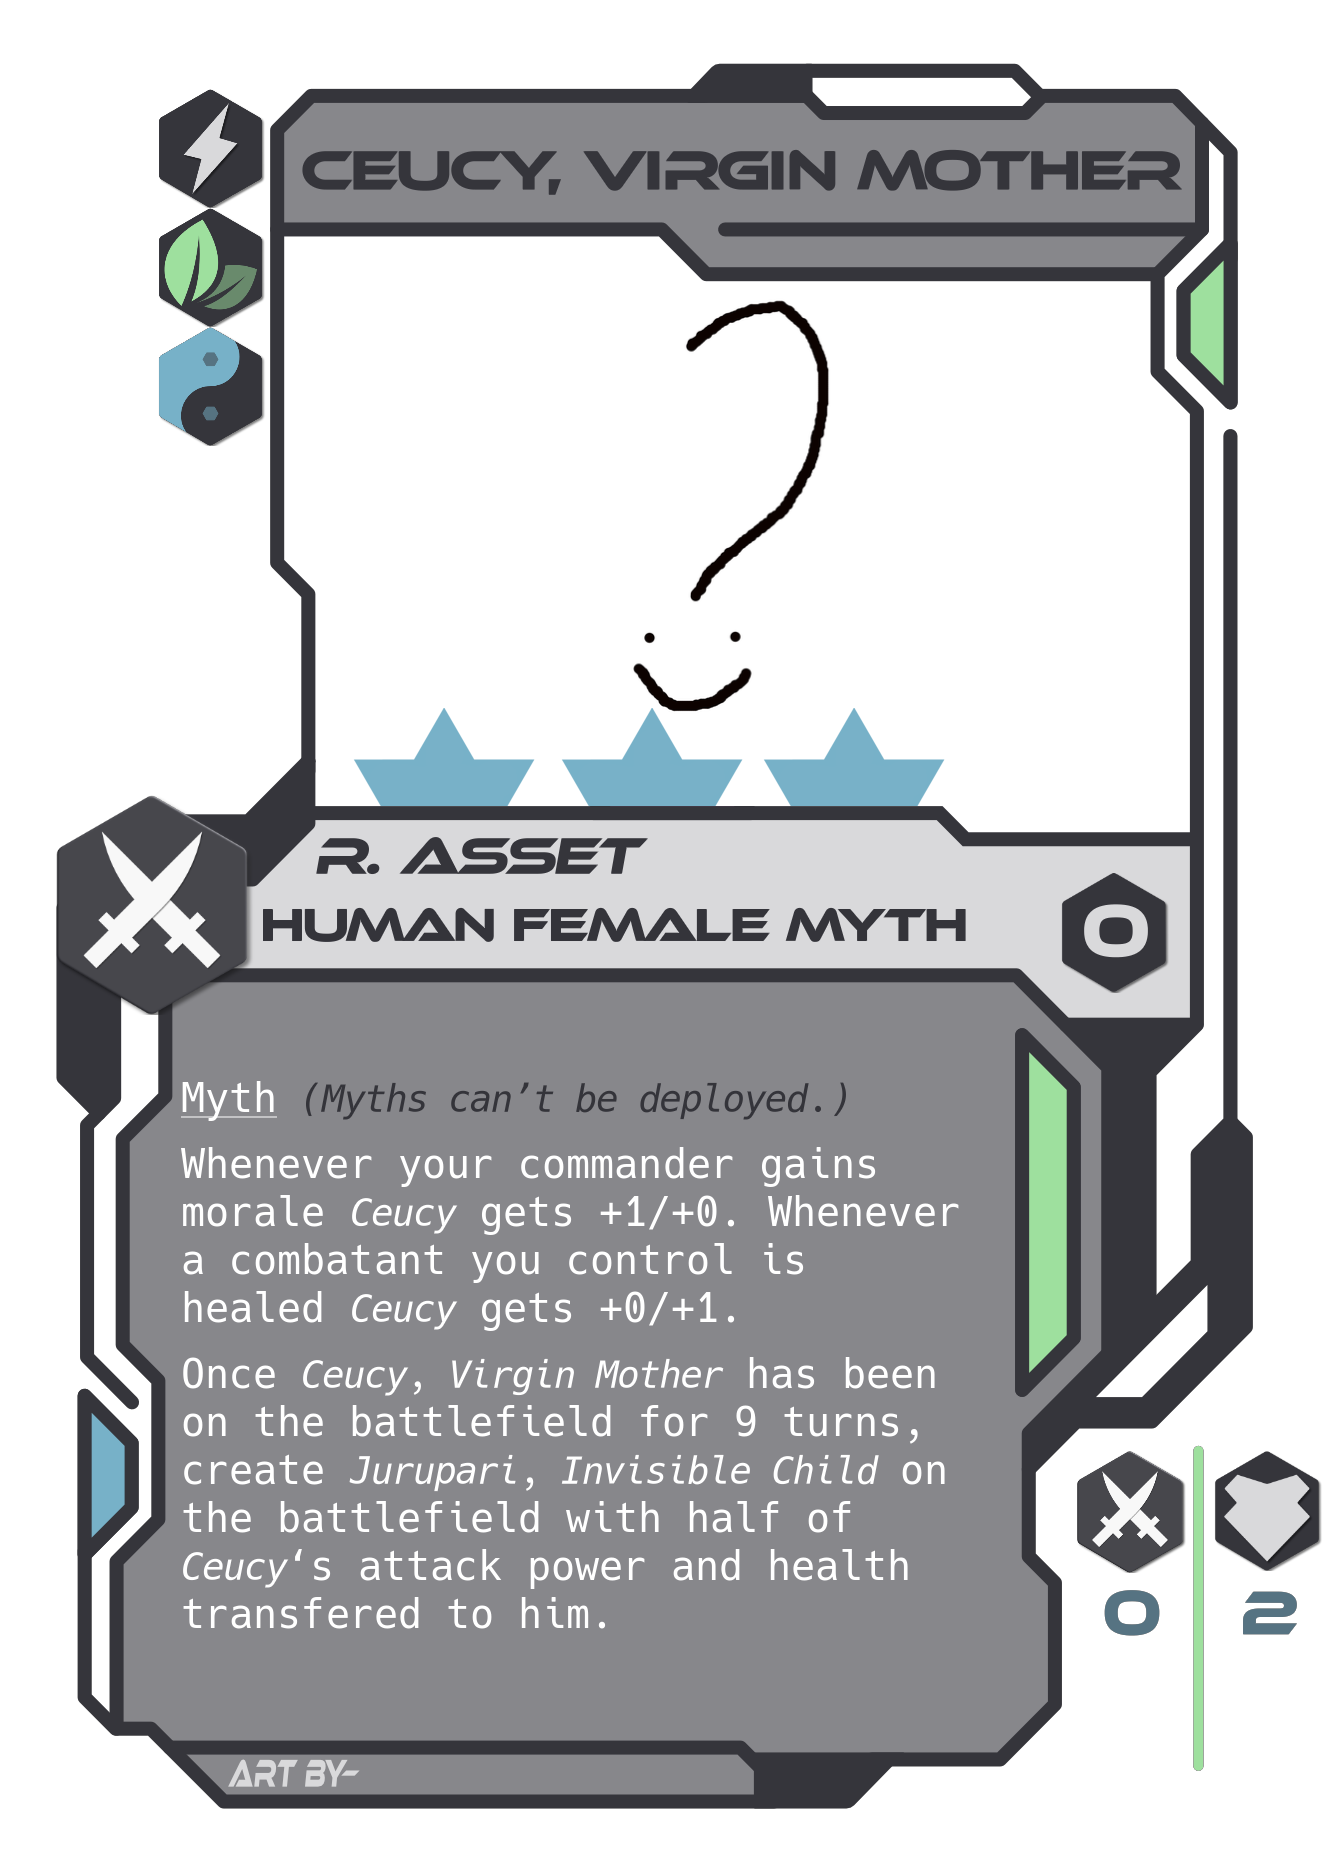 CEUCY, VIRGIN MOTHER
R. ASSET
HUMAN FEMALE MYTH
0
Myth (Myths can’t be deployed.)
Whenever your commander gains
morale Ceucy gets +1/+0. Whenever
a combatant you control is
healed Ceucy gets +0/+1.
Once Ceucy, Virgin Mother has been
on the battlefield for 9 turns,
create Jurupari, Invisible Child on
the battlefield with half of
Ceucy‘s attack power and health
transfered to him.
0 2
ART BY-